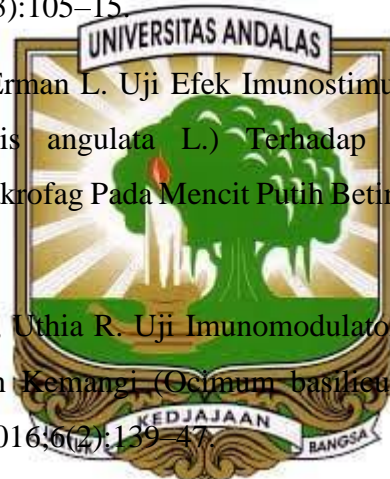 3):105–15.
UNIVERSITAS ANDALAS
Erman L. Uji Efek Imunostimu
is angulata L.) Terhadap
krofag Pada Mencit Putih Betin
Uthia R. Uji Imunomodulato
n Kemangi (Ocimum basilicu
UNTUK KEDJAJAAN BANGSA
016;6(2):139–47.